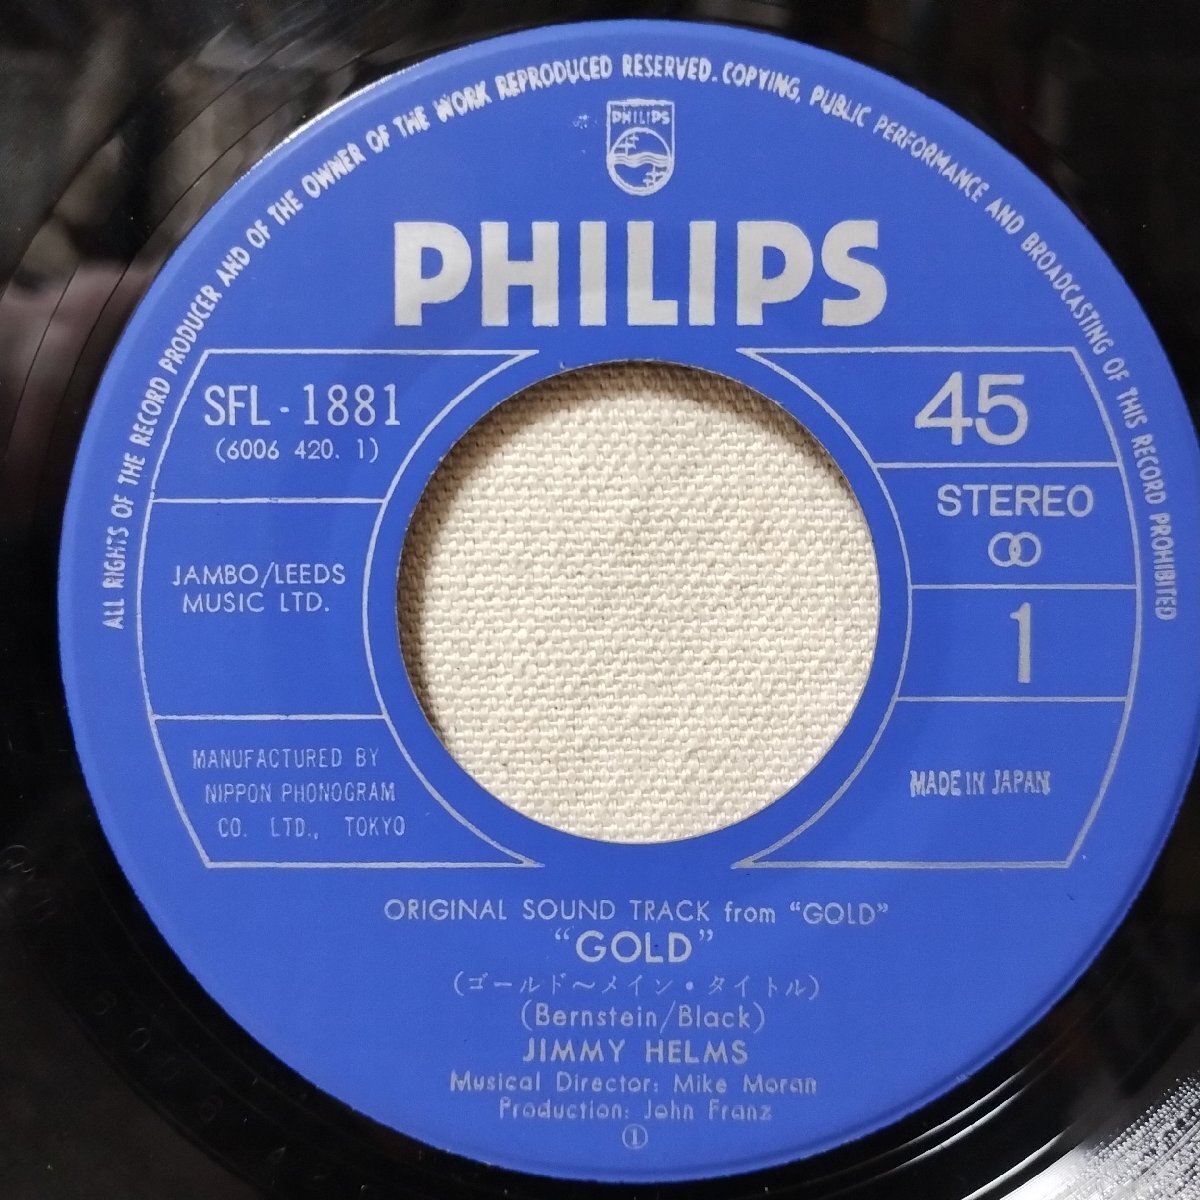 ALL RIGHTS OF THE RECORD PRODUCER AND OF THE OWNER OF THE WORK REPRODUCED RESERVED. COPYING, PUBLIC PERFORMANCE AND BROADCASTING OF THIS RECORD PROHIBITED
PHILIPS
PHILIPS
SFL-1881
(6006 420. 1)
JAMBO/LEEDS
MUSIC LTD.
MANUFACTURED BY
NIPPON PHONOGRAM
CO. LTD., TOKYO
45
STEREO
1
MADE IN JAPAN
ORIGINAL SOUND TRACK from "GOLD"
"GOLD"
(ゴールド〜メイン・タイトル)
(Bernstein/Black)
JIMMY HELMS
Musical Director: Mike Moran
Production: John Franz
①